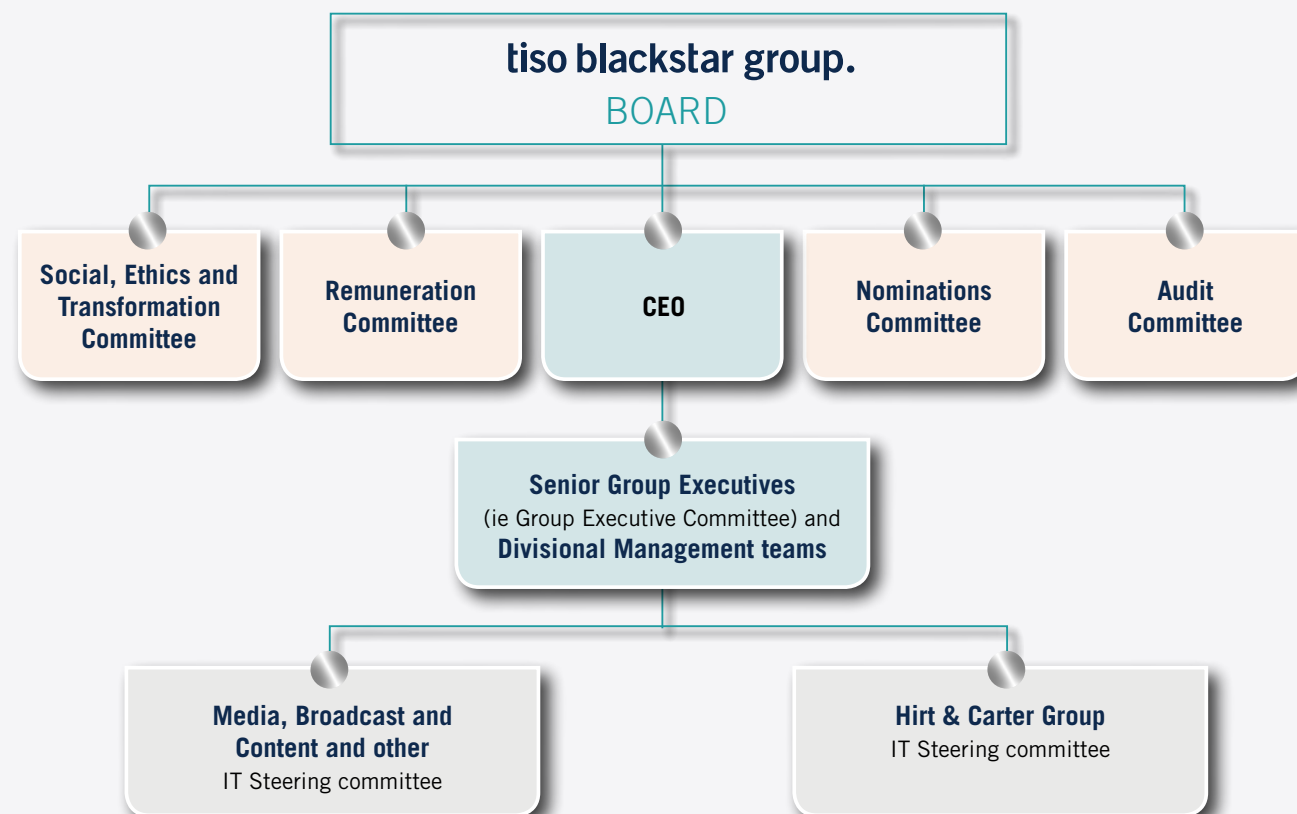 tiso blackstar group.
BOARD
Social, Ethics and
Transformation
Committee
Remuneration
Committee
CEO
Nominations
Committee
Audit
Committee
Senior Group Executives
(ie Group Executive Committee) and
Divisional Management teams
Media, Broadcast and
Content and other
IT Steering committee
Hirt & Carter Group
IT Steering committee